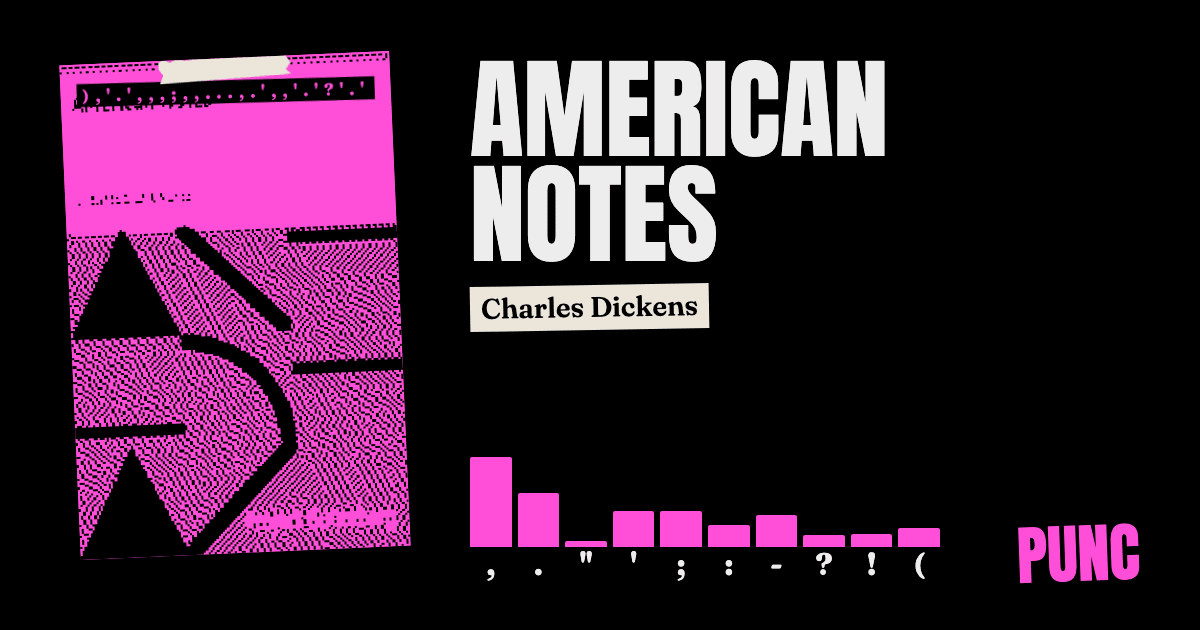 ),'.',,,;,,...,.',,'.'?'.'
AMERICAN
NOTES
Charles Dickens
, . " ' ; : - ? ! (
PUNC